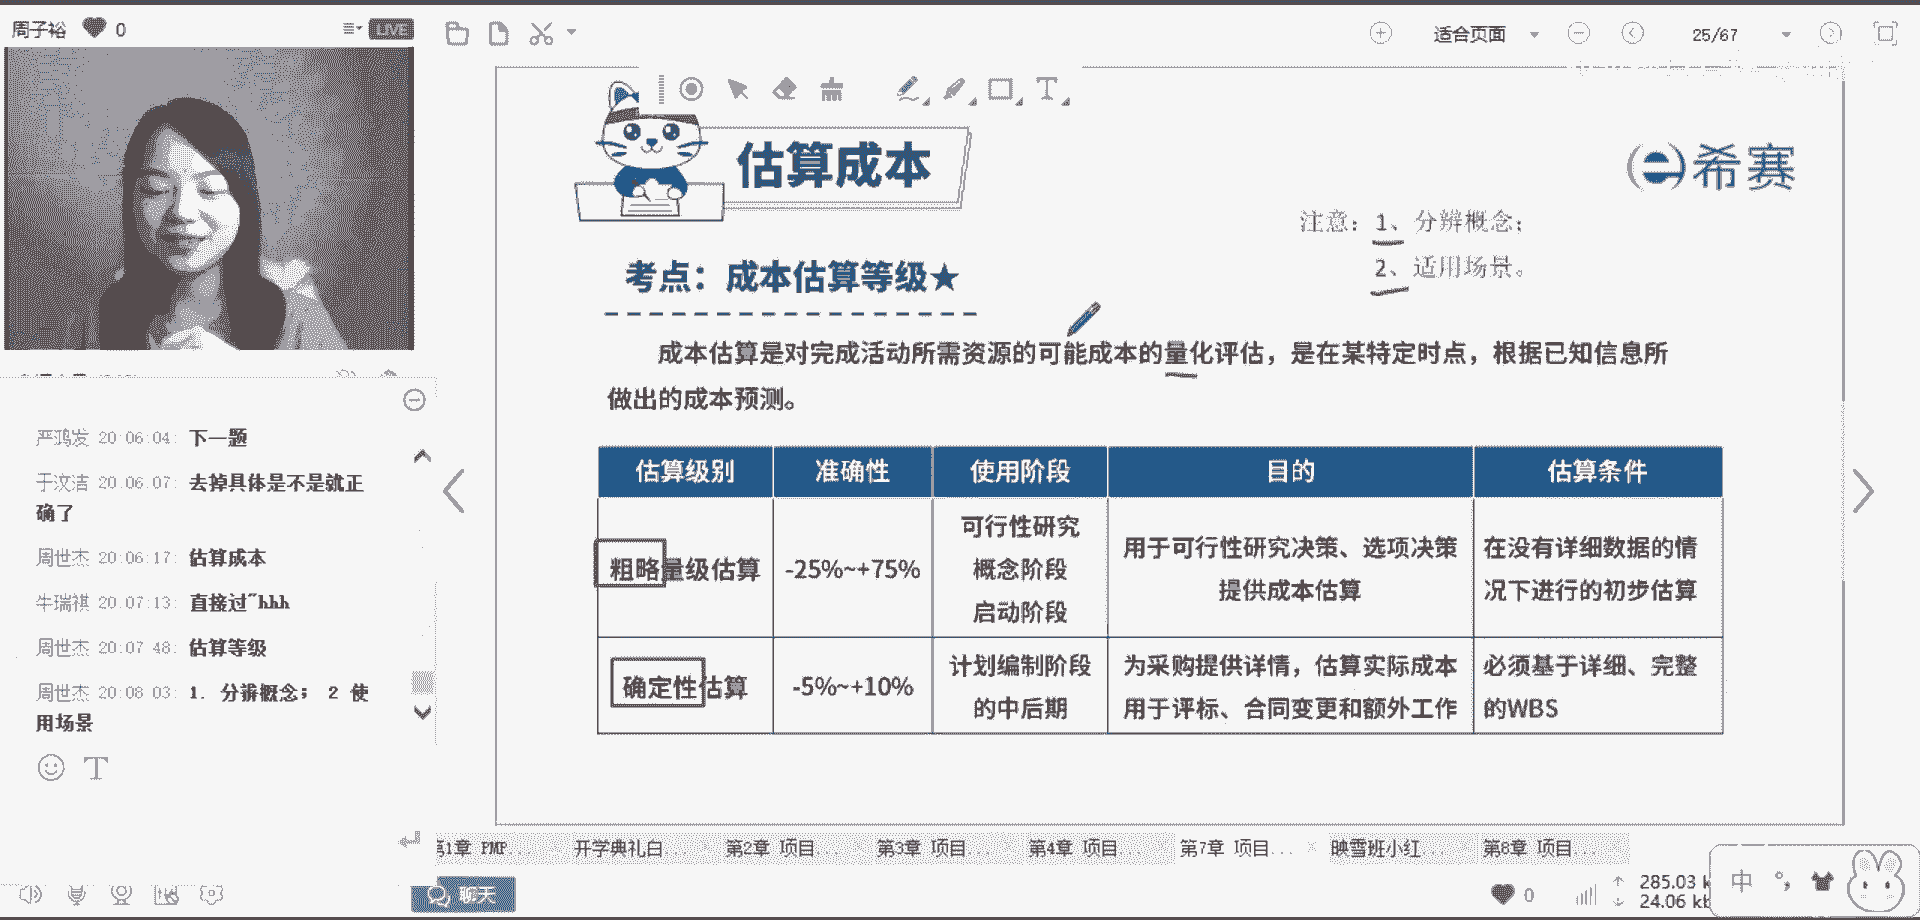 周子裕 0
LIVE
适合页面
25/67
估算成本
希赛
注意：1、分辨概念；
2、适用场景。
考点：成本估算等级★
成本估算是对完成活动所需资源的可能成本的量化评估，是在某特定时点，根据已知信息所
做出的成本预测。
估算级别 准确性 使用阶段 目的 估算条件
粗略量级估算 -25%~+75% 可行性研究
概念阶段
启动阶段
用于可行性研究决策、选项决策
提供成本估算
在没有详细数据的情
况下进行的初步估算
确定性估算 -5%~+10% 计划编制阶段
的中后期
为采购提供详情，估算实际成本
用于评标、合同变更和额外工作
必须基于详细、完整
的WBS
严鸿发 20:06:04: 下一题
于汶洁 20:06:07: 去掉具体是不是就正
确了
周世杰 20:06:17: 估算成本
牛瑞祺 20:07:13: 直接过~hhh
周世杰 20:07:48: 估算等级
周世杰 20:08:03: 1. 分辨概念； 2 使
用场景
第1章 PMP... 开学典礼白... 第2章 项目... 第3章 项目... 第4章 项目... 第7章 项目... 映雪班小红... 第8章 项目...
聊天
0
285.03 k
24.06 kb
中